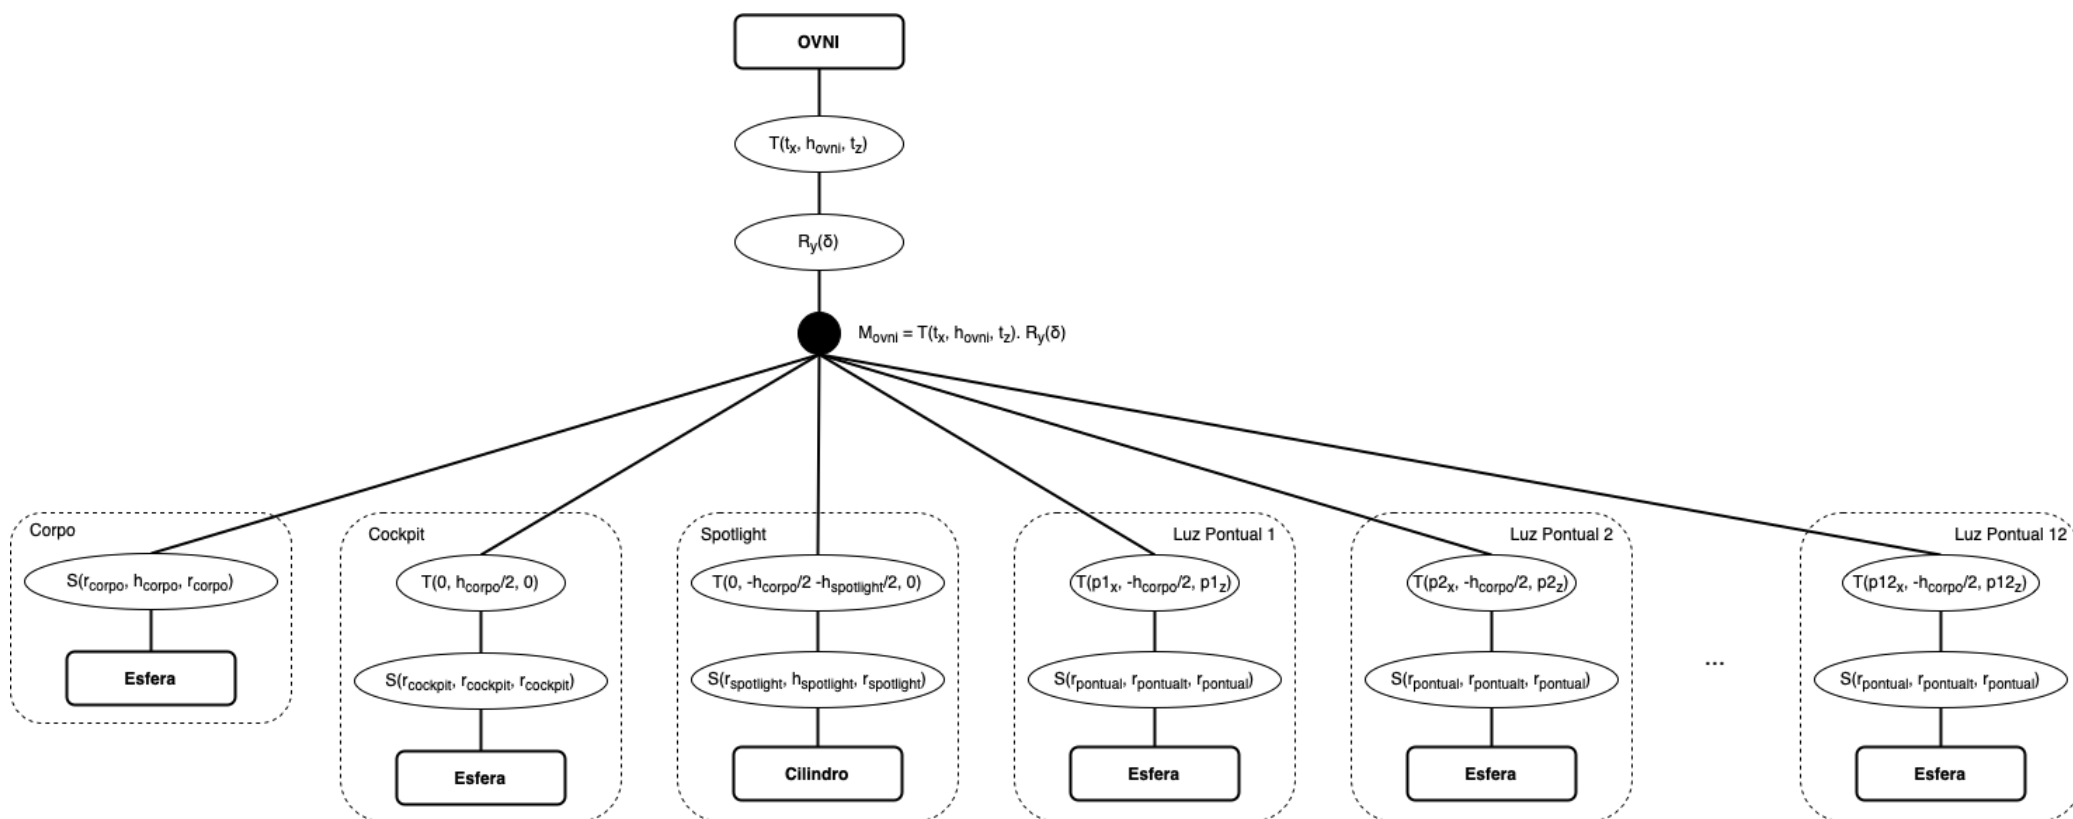 OVNI
T(tx, hovni, tz)
Ry(δ)
Movni = T(tx, hovni, tz). Ry(δ)
Corpo
S(rcorpo, hcorpo, rcorpo)
Esfera
Cockpit
T(0, hcorpo/2, 0)
S(rcockpit, rcockpit, rcockpit)
Esfera
Spotlight
T(0, -hcorpo/2 -hspotlight/2, 0)
S(rspotlight, hspotlight, rspotlight)
Cilindro
Luz Pontual 1
T(p1x, -hcorpo/2, p1z)
S(rpontual, rpontualt, rpontual)
Esfera
Luz Pontual 2
T(p2x, -hcorpo/2, p2z)
S(rpontual, rpontualt, rpontual)
Esfera
...
Luz Pontual 12
T(p12x, -hcorpo/2, p12z)
S(rpontual, rpontualt, rpontual)
Esfera